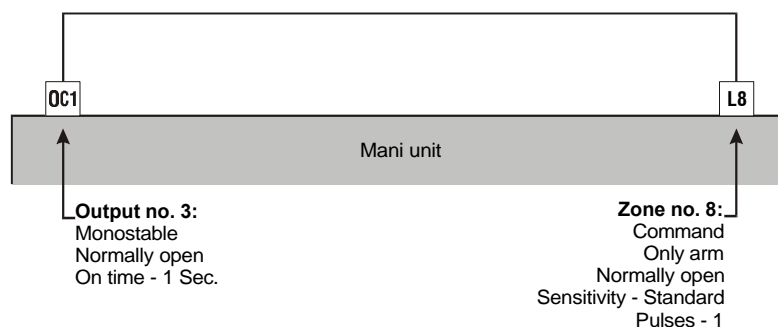 OC1
L8
Mani unit
Output no. 3:
Monostable
Normally open
On time - 1 Sec.
Zone no. 8:
Command
Only arm
Normally open
Sensitivity - Standard
Pulses - 1